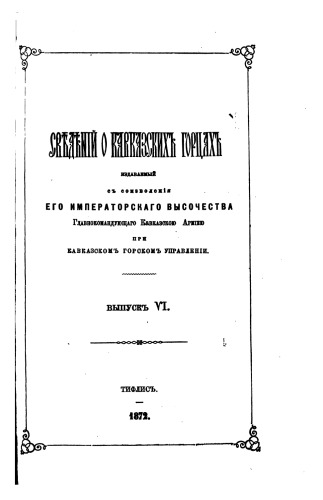 СВѢДѢНІЙ О КАВКАЗСКИХЪ ГОРЦАХЪ
ИЗДАВАЕМЫЙ
СЪ СОИЗВОЛЕНІЯ
ЕГО ИМПЕРАТОРСКАГО ВЫСОЧЕСТВА
ГЛАВНОКОМАНДУЮЩАГО КАВКАЗСКОЮ АРМІЕЮ
ПРИ
КАВКАЗСКОМЪ ГОРСКОМЪ УПРАВЛЕНІИ.
ВЫПУСКЪ VI.
ТИФЛИСЪ.
1872.